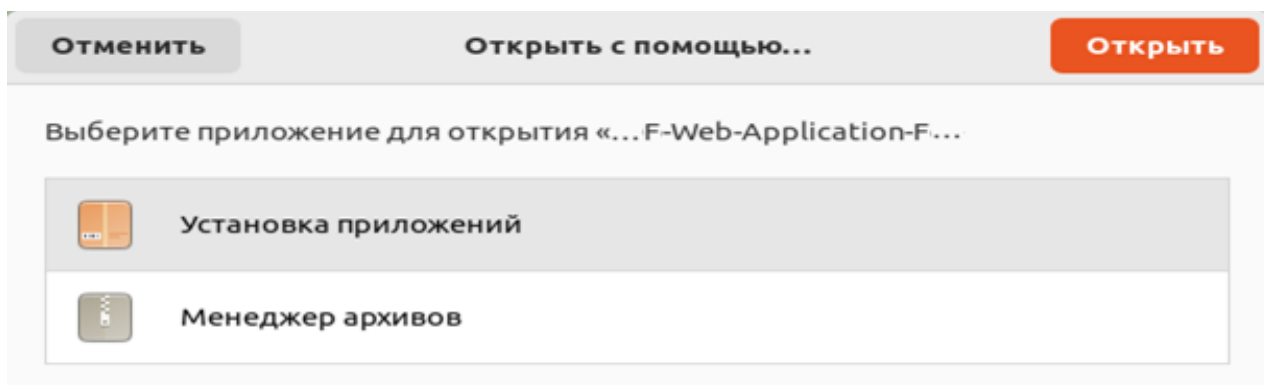 Отменить Открыть с помощью... Открыть
Выберите приложение для открытия «...F-Web-Application-F...
Установка приложений
Менеджер архивов